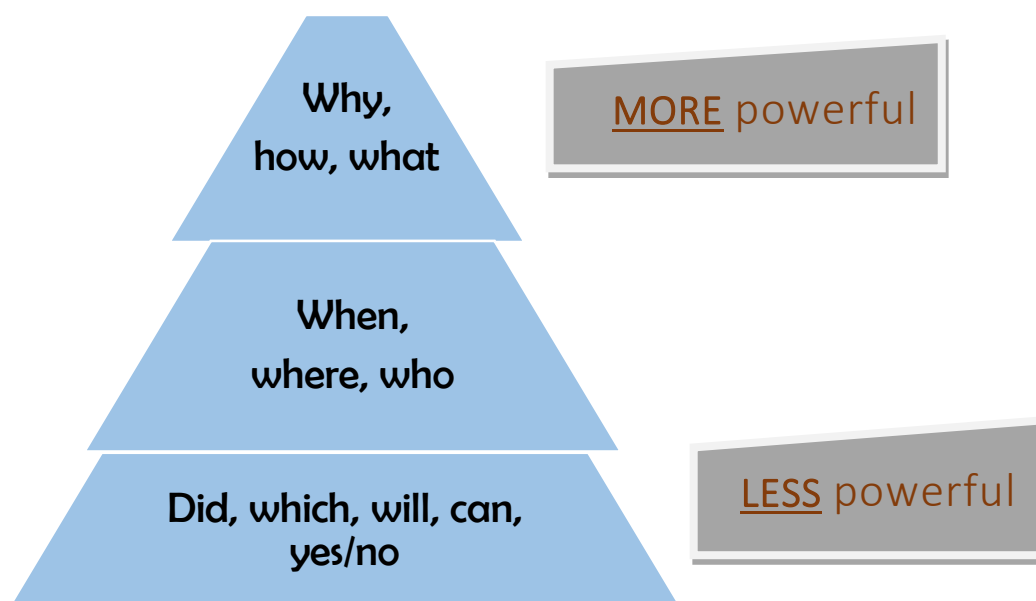 Why,
how, what
MORE powerful
When,
where, who
Did, which, will, can,
yes/no
LESS powerful